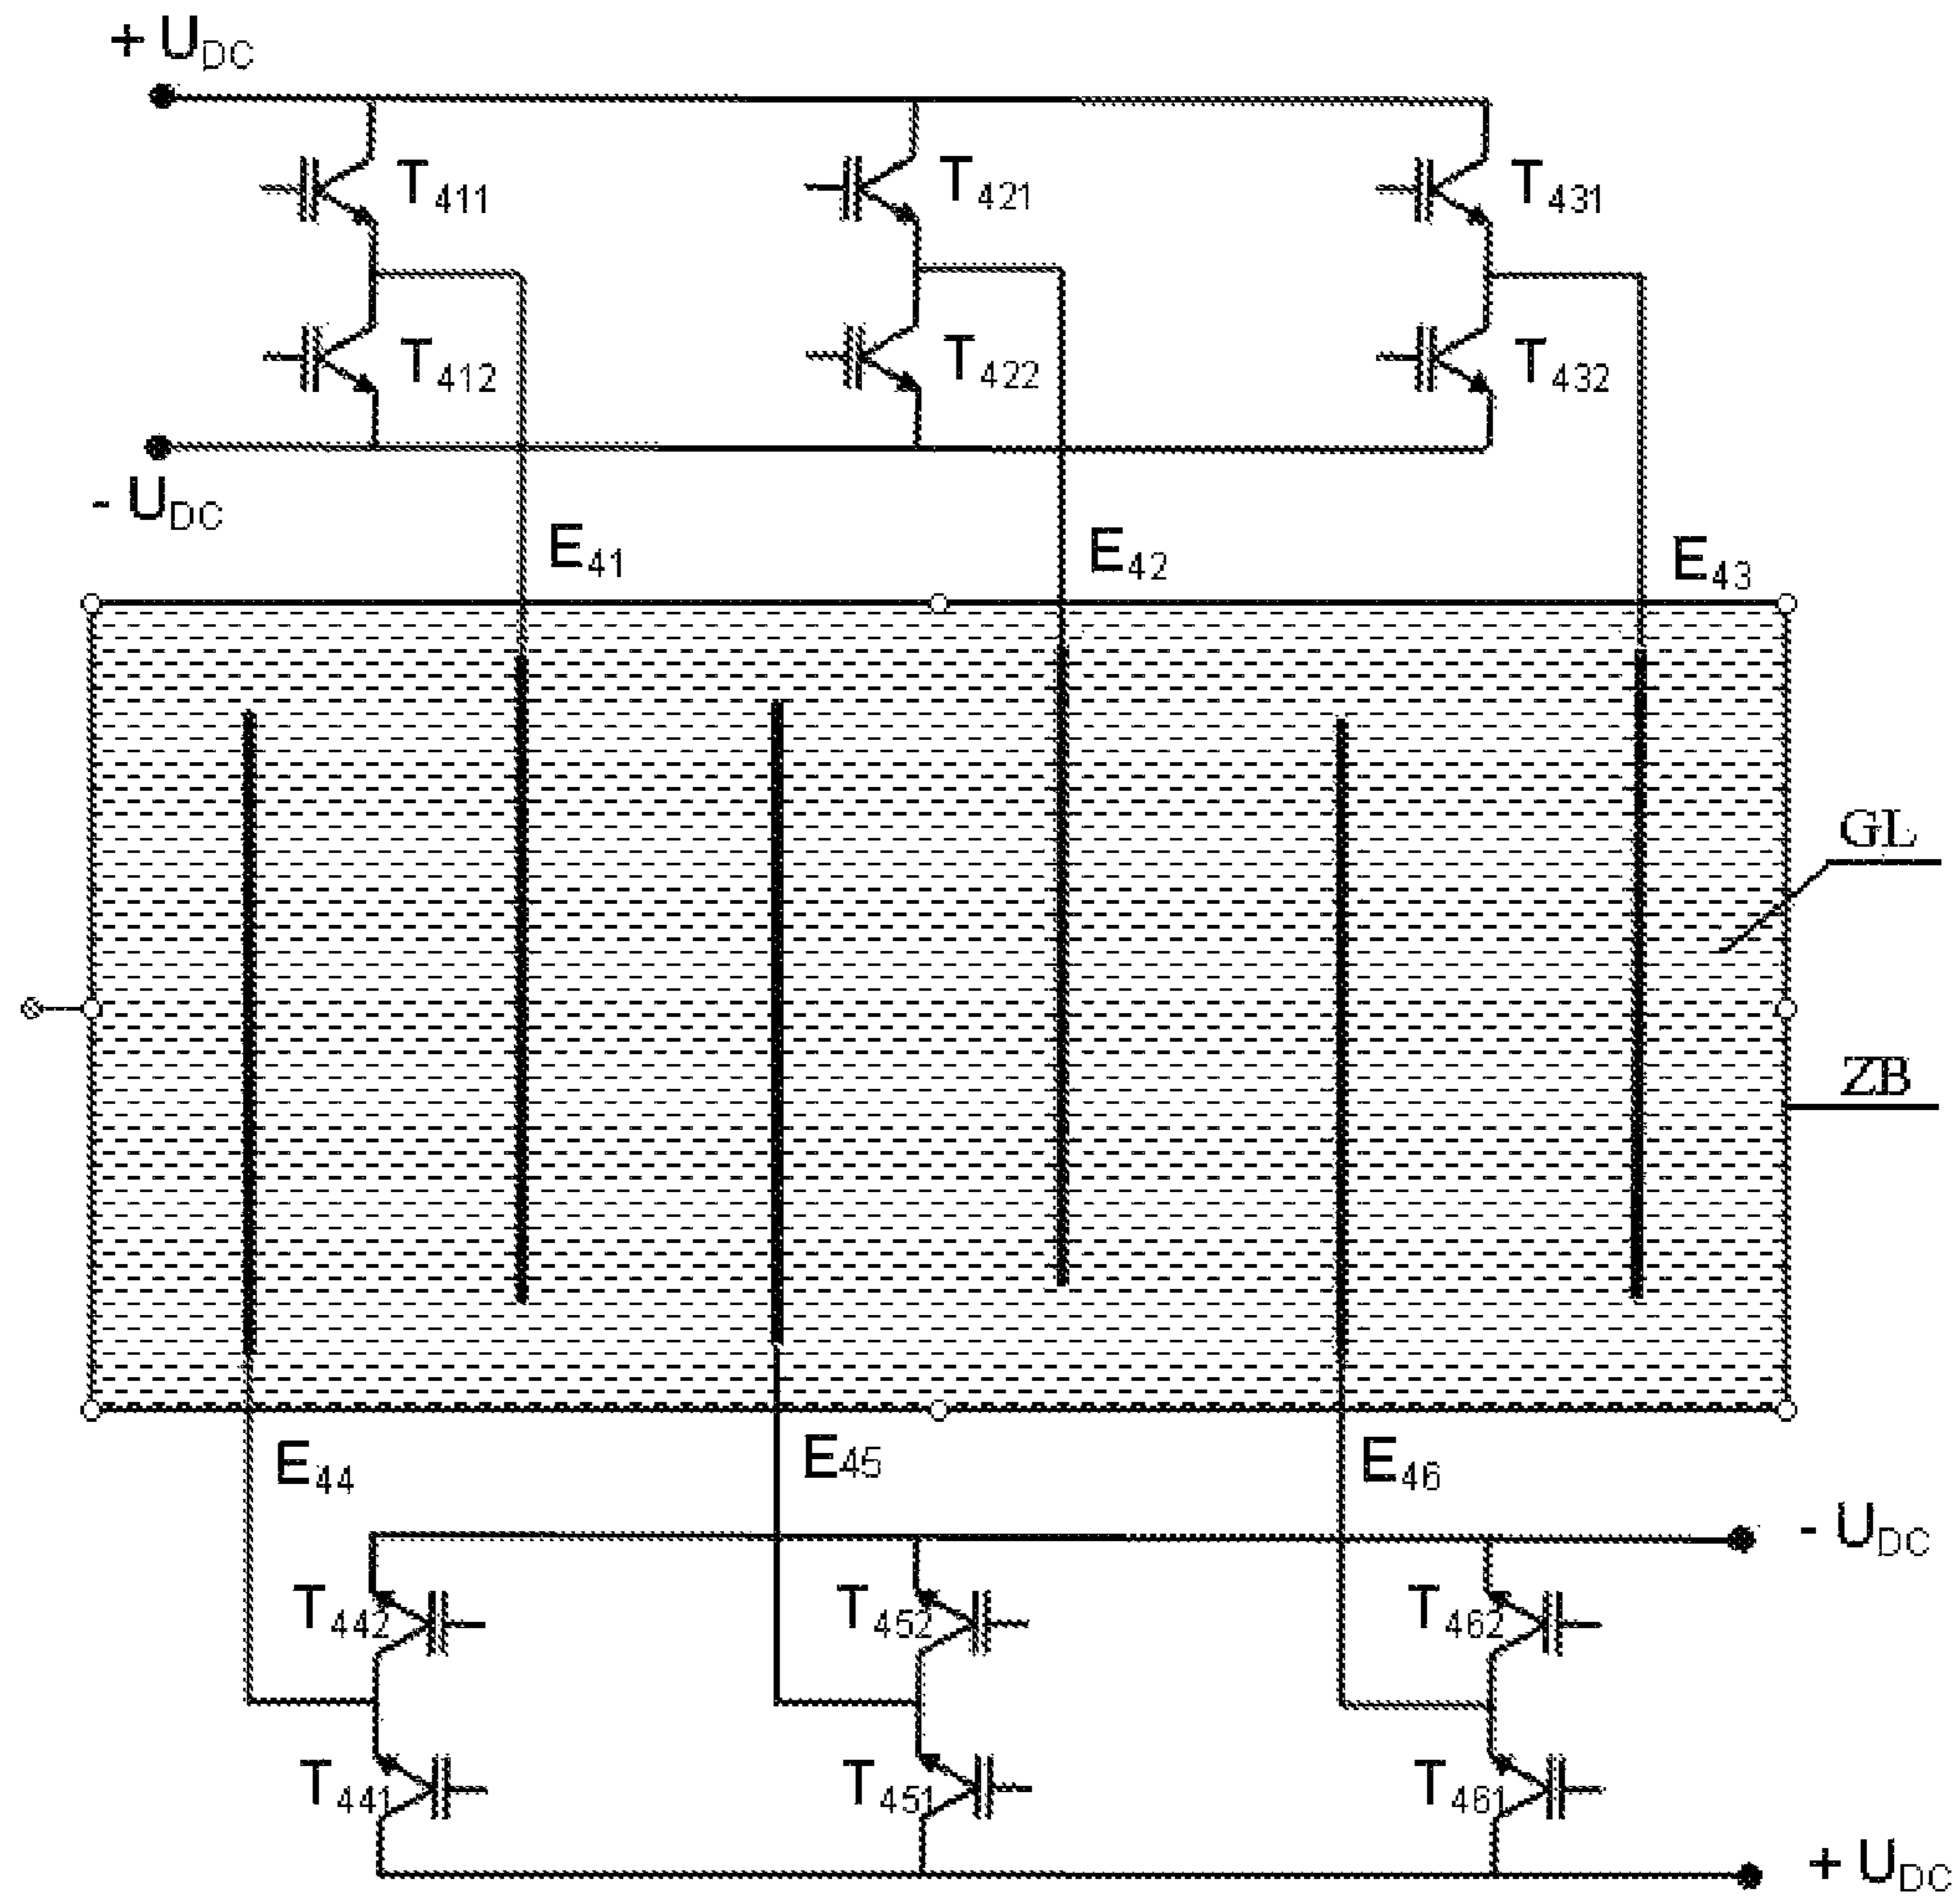 + UDC
T411 T421 T431
T412 T422 T432
- UDC
E41 E42 E43
GL
ZB
E44 E45 E46
- UDC
T442 T452 T462
T441 T451 T461
+ UDC